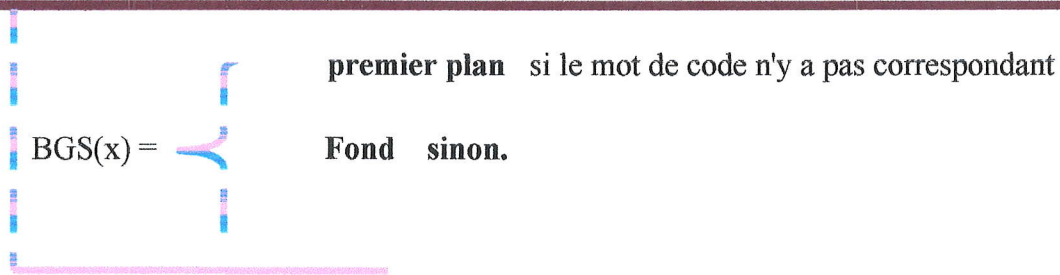 premier plan si le mot de code n'y a pas correspondant
BGS(x) =
Fond sinon.